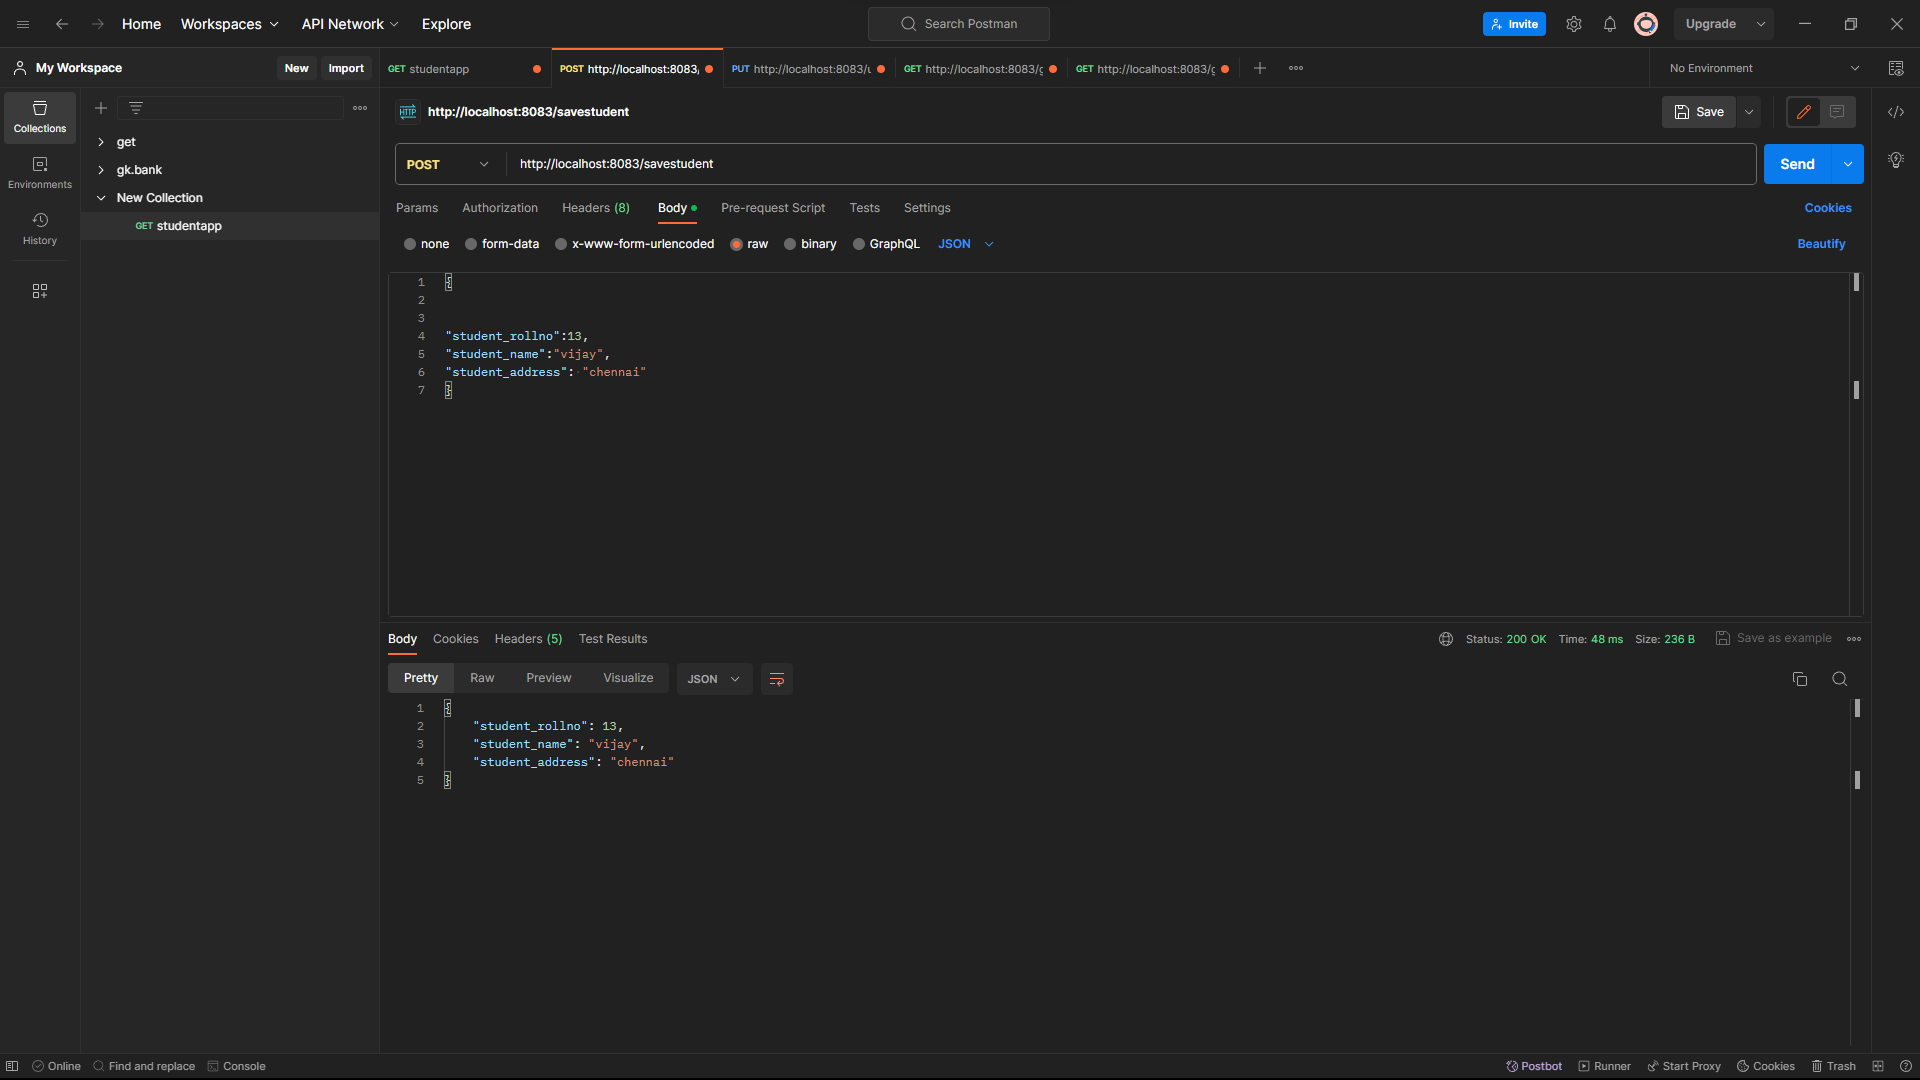 Home Workspaces API Network Explore Search Postman Invite Upgrade
My Workspace New Import GET studentapp POST http://localhost:8083/ PUT http://localhost:8083/ GET http://localhost:8083/ GET http://localhost:8083/ No Environment
HTTP http://localhost:8083/savestudent Save
Collections
Environments
History
get
gk.bank
New Collection
GET studentapp
POST http://localhost:8083/savestudent Send
Params Authorization Headers (8) Body Pre-request Script Tests Settings Cookies
none form-data x-www-form-urlencoded raw binary GraphQL JSON Beautify
1 {
2
3
4 "student_rollno":13,
5 "student_name":"vijay",
6 "student_address": "chennai"
7 }
Body Cookies Headers (5) Test Results Status: 200 OK Time: 48 ms Size: 236 B Save as example
Pretty Raw Preview Visualize JSON
1 {
2 "student_rollno": 13,
3 "student_name": "vijay",
4 "student_address": "chennai"
5 }
Online Find and replace Console Postbot Runner Start Proxy Cookies Trash